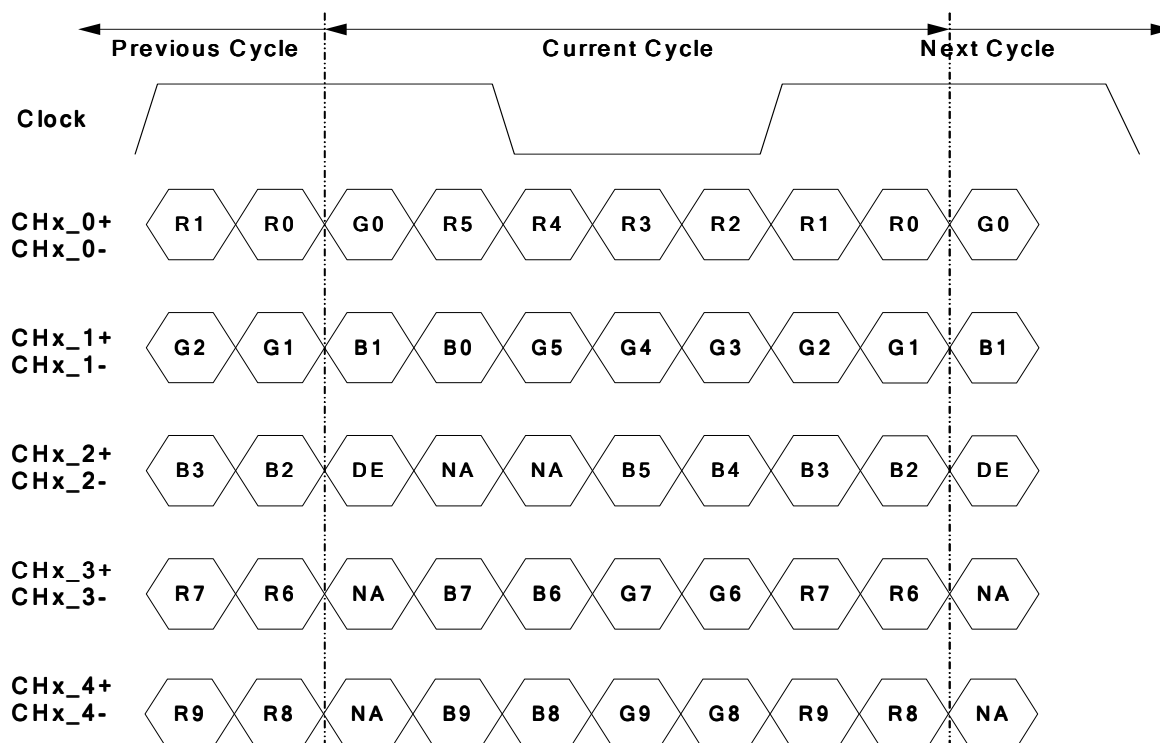 Previous Cycle Current Cycle Next Cycle
Clock
CHx_0+
CHx_0-
R1 R0 G0 R5 R4 R3 R2 R1 R0 G0
CHx_1+
CHx_1-
G2 G1 B1 B0 G5 G4 G3 G2 G1 B1
CHx_2+
CHx_2-
B3 B2 DE NA NA B5 B4 B3 B2 DE
CHx_3+
CHx_3-
R7 R6 NA B7 B6 G7 G6 R7 R6 NA
CHx_4+
CHx_4-
R9 R8 NA B9 B8 G9 G8 R9 R8 NA